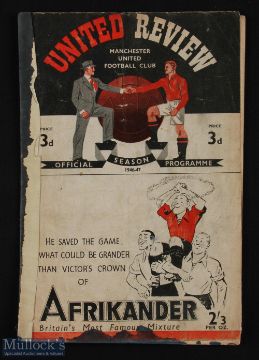 UNITED REVIEW
MANCHESTER
UNITED
FOOTBALL CLUB
PRICE
3d
PRICE
3d
OFFICIAL SEASON PROGRAMME
1946-47
HE SAVED THE GAME
WHAT COULD BE GRANDER
THAN VICTORS CROWN
OF
AFRIKANDER
Britain's Most Famous Mixture
2'3
PER OZ.
Mullock's